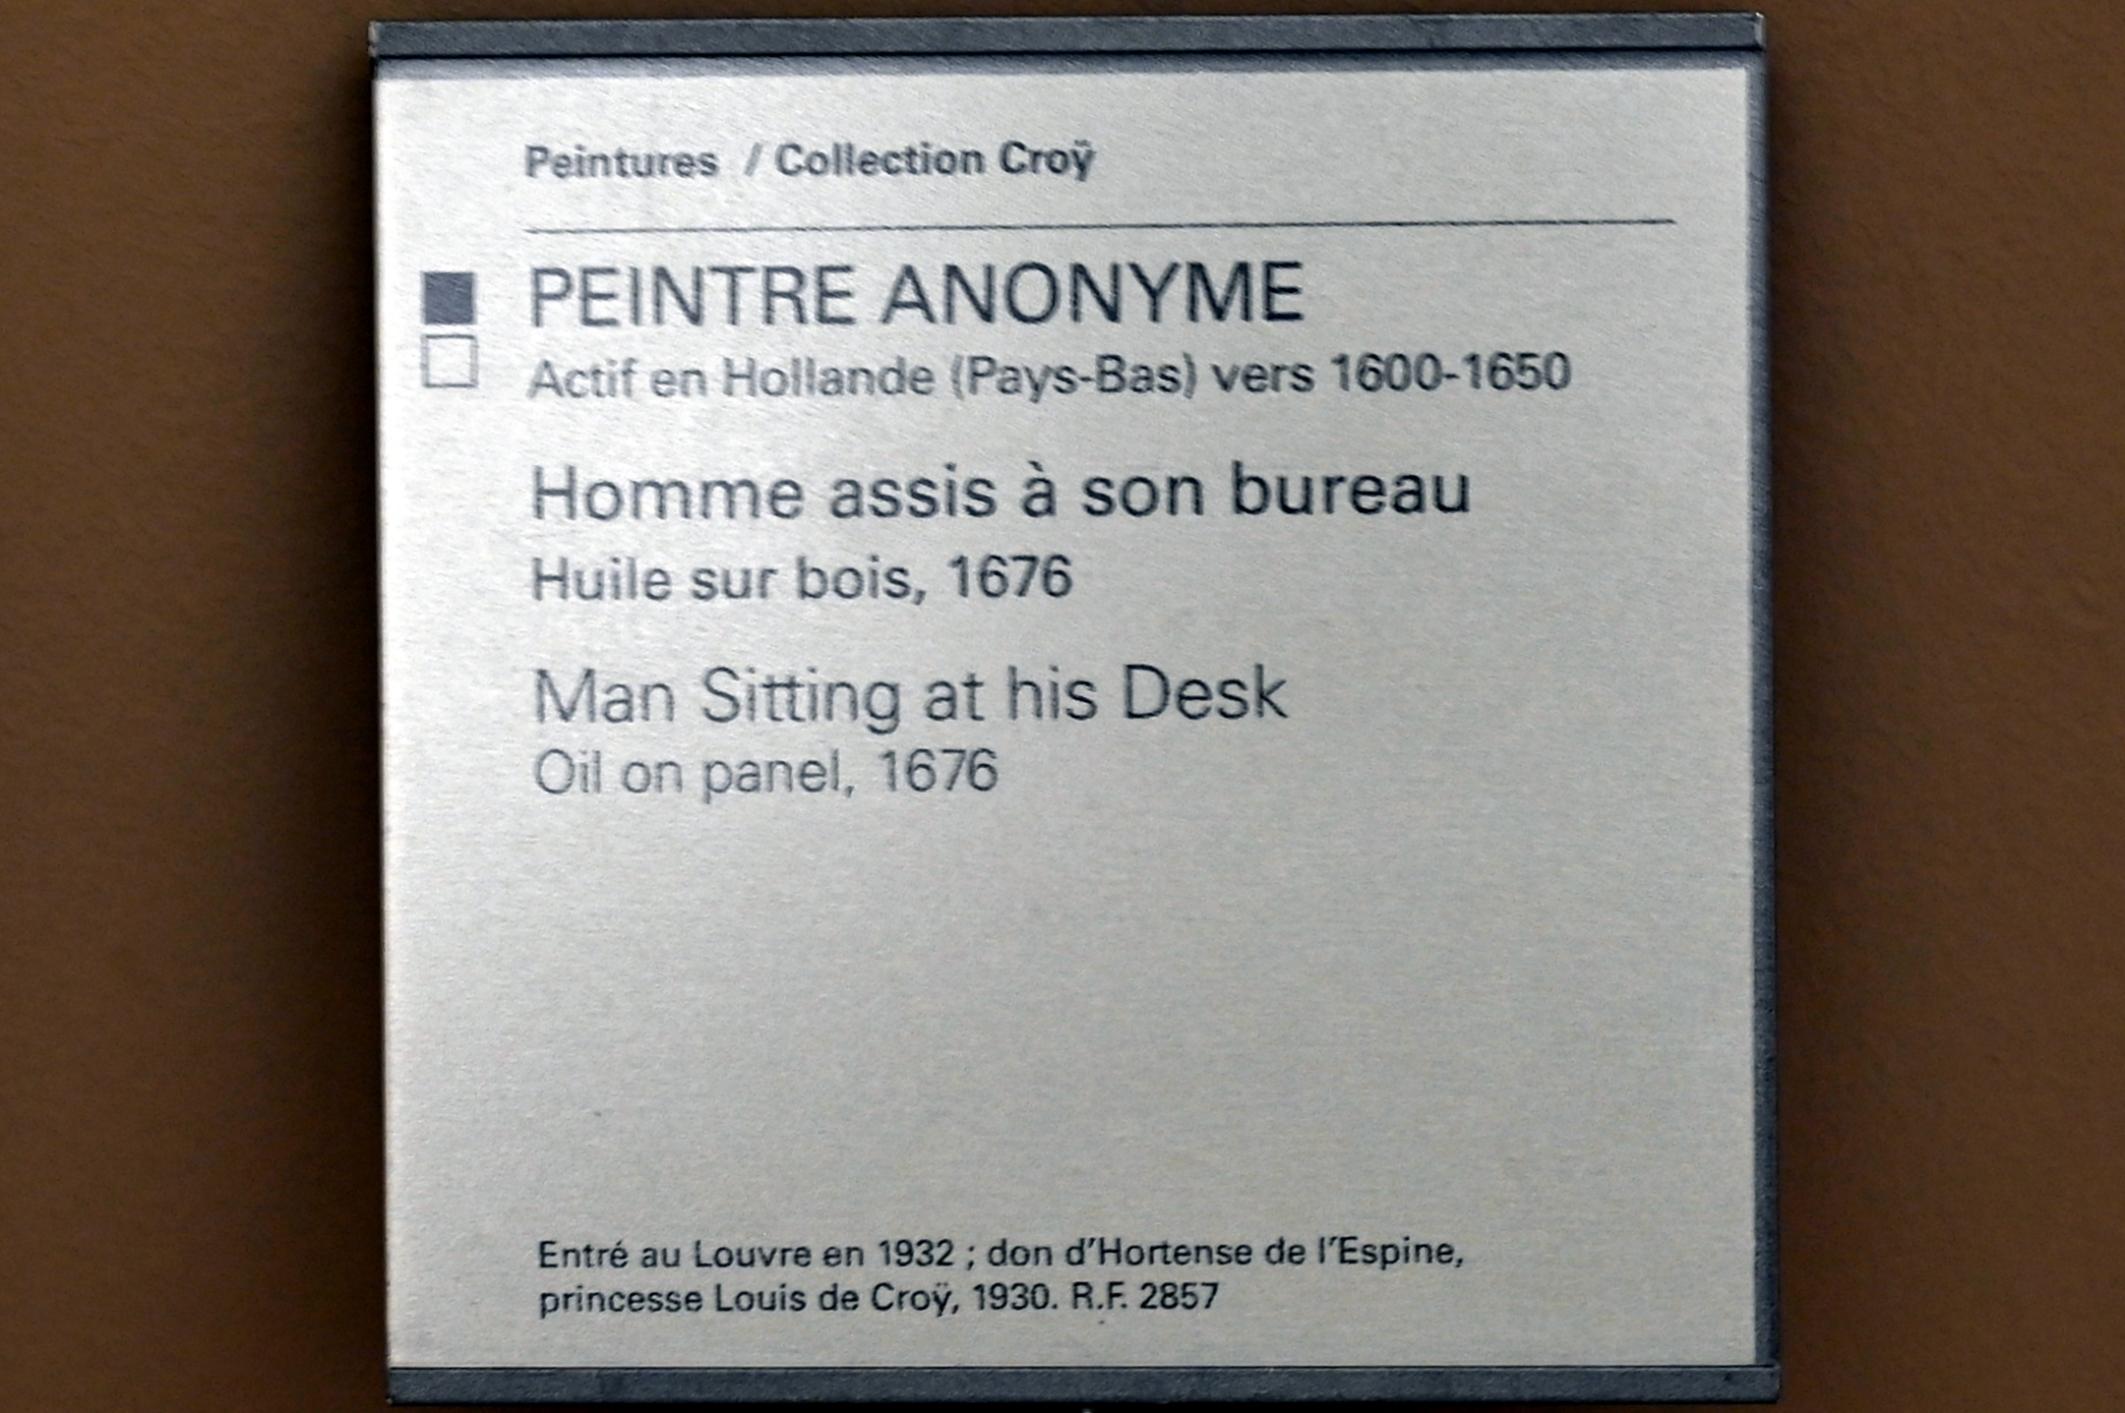 Peintures / Collection Croÿ
PEINTRE ANONYME
Actif en Hollande (Pays-Bas) vers 1600-1650
Homme assis à son bureau
Huile sur bois, 1676
Man Sitting at his Desk
Oil on panel, 1676
Entré au Louvre en 1932 ; don d'Hortense de l'Espine,
princesse Louis de Croÿ, 1930. R.F. 2857